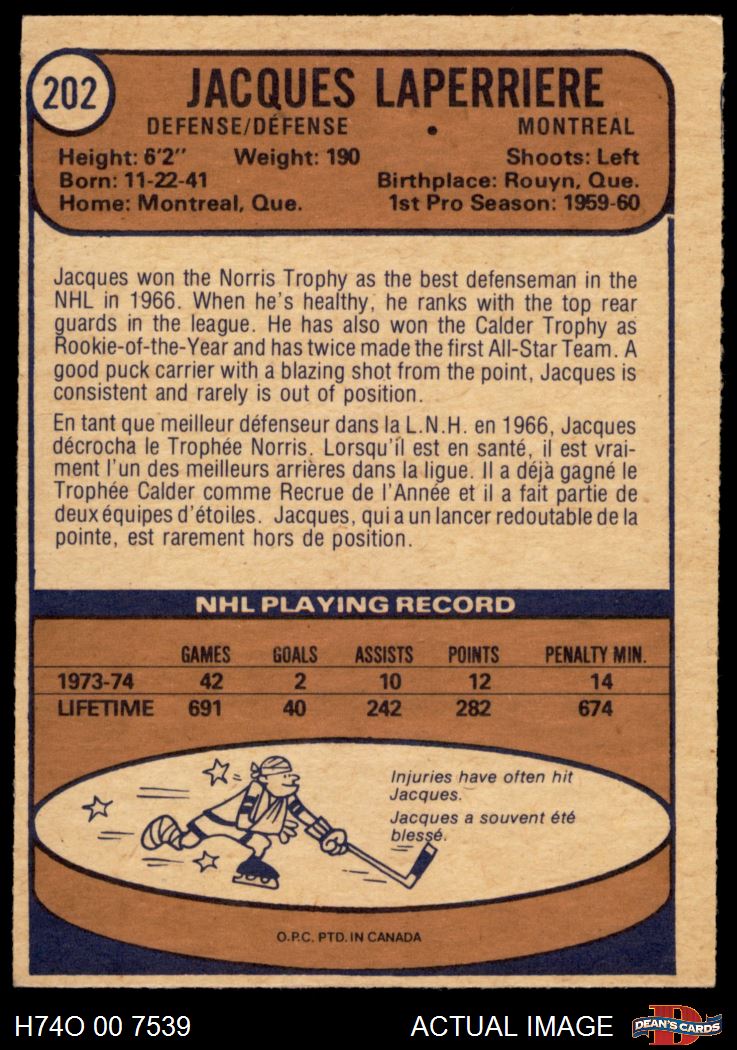 202
JACQUES LAPERRIERE
DEFENSE/DÉFENSE • MONTREAL
Height: 6'2" Weight: 190 Shoots: Left
Born: 11-22-41 Birthplace: Rouyn, Que.
Home: Montreal, Que. 1st Pro Season: 1959-60
Jacques won the Norris Trophy as the best defenseman in the
NHL in 1966. When he's healthy, he ranks with the top rear
guards in the league. He has also won the Calder Trophy as
Rookie-of-the-Year and has twice made the first All-Star Team. A
good puck carrier with a blazing shot from the point, Jacques is
consistent and rarely is out of position.
En tant que meilleur défenseur dans la L.N.H. en 1966, Jacques
décrocha le Trophée Norris. Lorsqu'il est en santé, il est vrai-
ment l'un des meilleurs arrières dans la ligue. Il a déjà gagné le
Trophée Calder comme Recrue de l'Année et il a fait partie de
deux équipes d'étoiles. Jacques, qui a un lancer redoutable de la
pointe, est rarement hors de position.
NHL PLAYING RECORD
GAMES GOALS ASSISTS POINTS PENALTY MIN.
1973-74 42 2 10 12 14
LIFETIME 691 40 242 282 674
Injuries have often hit
Jacques.
Jacques a souvent été
blessé.
O.P.C. PTD. IN CANADA
H74O 00 7539 ACTUAL IMAGE DEAN'S CARDS